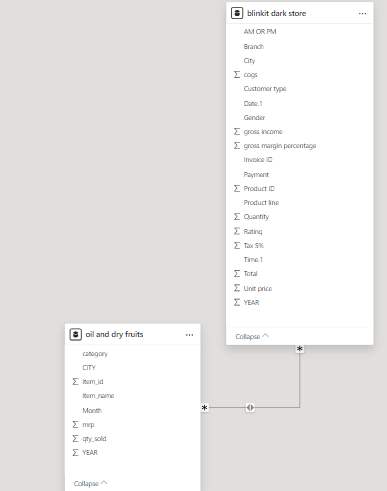 blinkit dark store
AM OR PM
Branch
City
cogs
Customer type
Date.1
Gender
gross income
gross margin percentage
Invoice ID
Payment
Product ID
Product line
Quantity
Rating
Tax 5%
Time.1
Total
Unit price
YEAR
Collapse
oil and dry fruits
category
CITY
item_id
item_name
Month
mrp
qty_sold
YEAR
Collapse